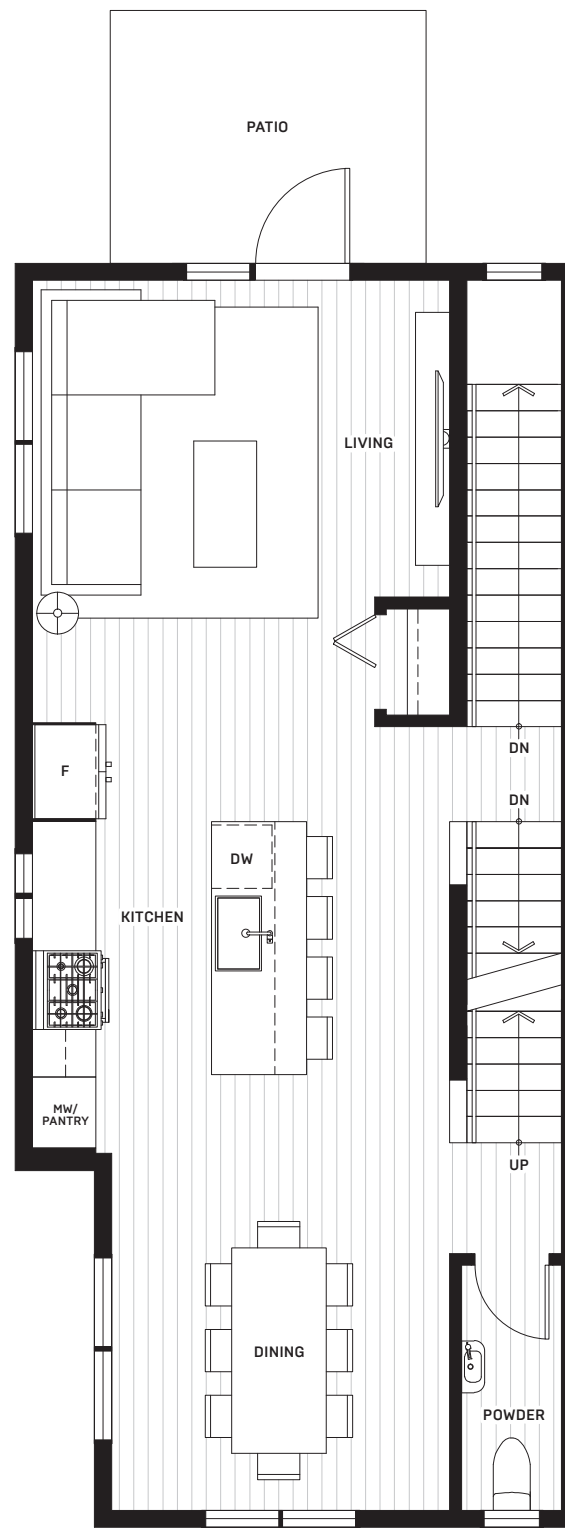 PATIO
LIVING
DN
F
DN
DW
KITCHEN
MW/
PANTRY
UP
DINING
POWDER